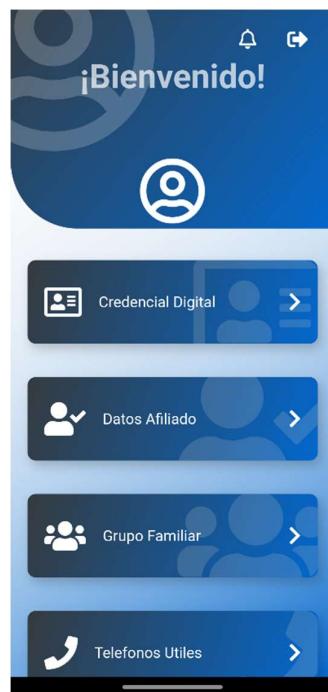 ¡Bienvenido!
Credencial Digital
Datos Afiliado
Grupo Familiar
Telefonos Utiles